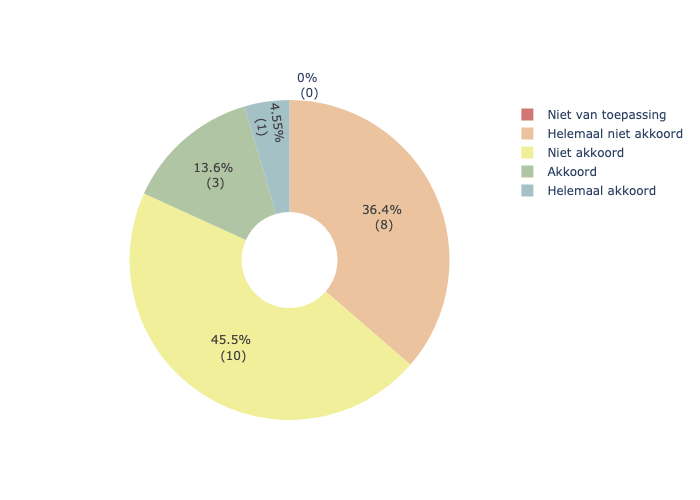 0%
(0)
4.55%
(1)
13.6%
(3)
36.4%
(8)
45.5%
(10)
Niet van toepassing
Helemaal niet akkoord
Niet akkoord
Akkoord
Helemaal akkoord